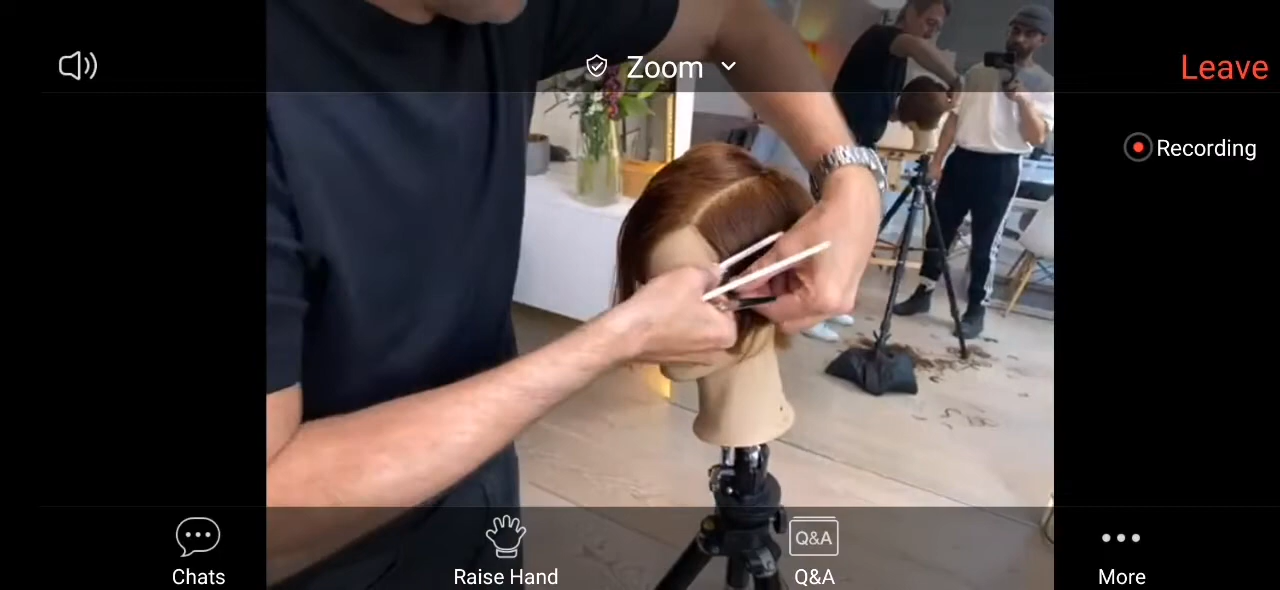 Zoom
Leave
Recording
Q&A
Chats
Raise Hand
Q&A
More